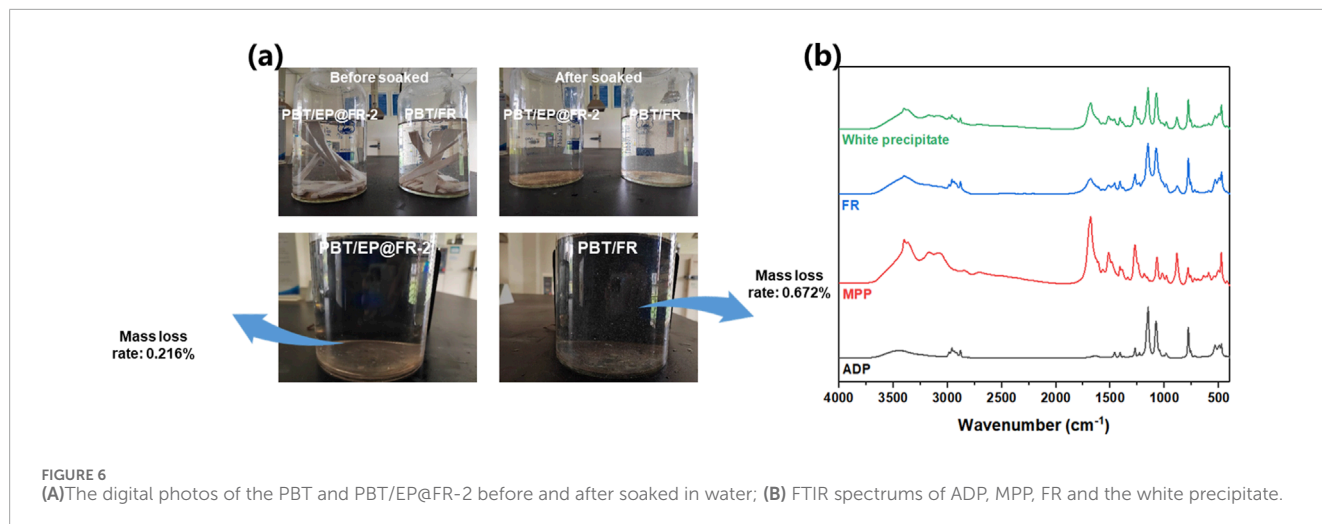 (a)
Before soaked
PBT/EP@FR-2
PBT/FR
After soaked
PBT/EP@FR-2
PBT/FR
PBT/EP@FR-2
PBT/FR
Mass loss
rate: 0.216%
Mass loss
rate: 0.672%
(b)
White precipitate
FR
MPP
ADP
4000 3500 3000 2500 2000 1500 1000 500
Wavenumber (cm⁻¹)
FIGURE 6
(A)The digital photos of the PBT and PBT/EP@FR-2 before and after soaked in water; (B) FTIR spectrums of ADP, MPP, FR and the white precipitate.